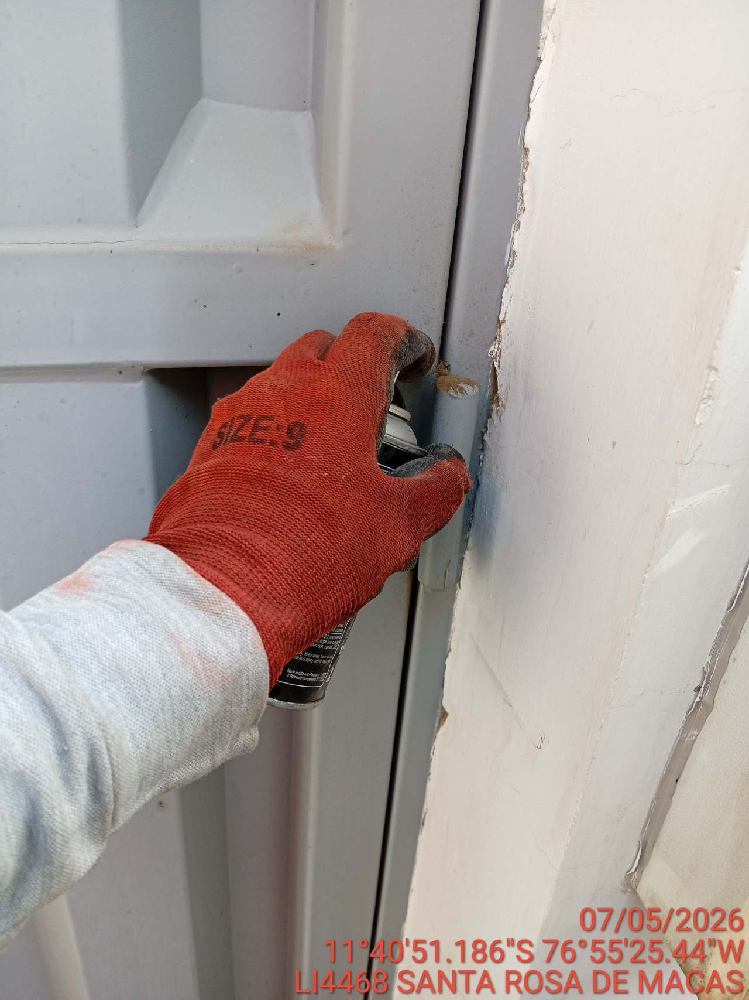 SIZE:9
Made in USA with Foreign
& Domestic Components
07/05/2026
11°40'51.186"S 76°55'25.44"W
LI4468 SANTA ROSA DE MACAS